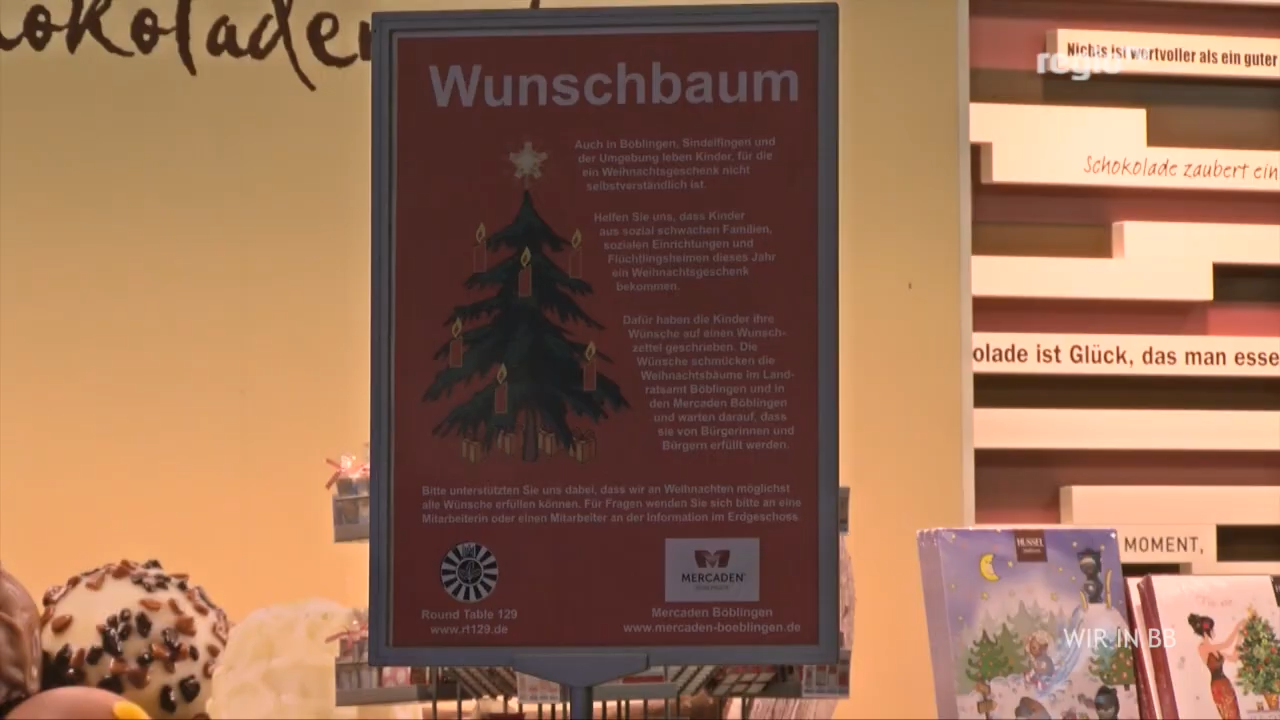 okoladen
Wunschbaum
Auch in Böblingen, Sindelfingen und
der Umgebung leben Kinder, für die
ein Weihnachtsgeschenk nicht
selbstverständlich ist.
Helfen Sie uns, dass Kinder
aus sozial schwachen Familien,
sozialen Einrichtungen und
Flüchtlingsheimen dieses Jahr
ein Weihnachtsgeschenk
bekommen.
Dafür haben die Kinder ihre
Wünsche auf einen Wunsch-
zettel geschrieben. Die
Wünsche schmücken die
Weihnachtsbäume im Land-
ratsamt Böblingen und in
den Mercaden Böblingen
und warten darauf, dass
sie von Bürgerinnen und
Bürgern erfüllt werden.
Bitte unterstützten Sie uns dabei, dass wir an Weihnachten möglichst
alle Wünsche erfüllen können. Für Fragen wenden Sie sich bitte an eine
Mitarbeiterin oder einen Mitarbeiter an der Information im Erdgeschoss
MERCADEN
Round Table 129
www.rt129.de
Mercaden Böblingen
www.mercaden-boeblingen.de
Nichts ist wertvoller als ein guter
regio
Schokolade zaubert ein
olade ist Glück, das man esse
MOMENT,
HUSSEL
WIR IN BB